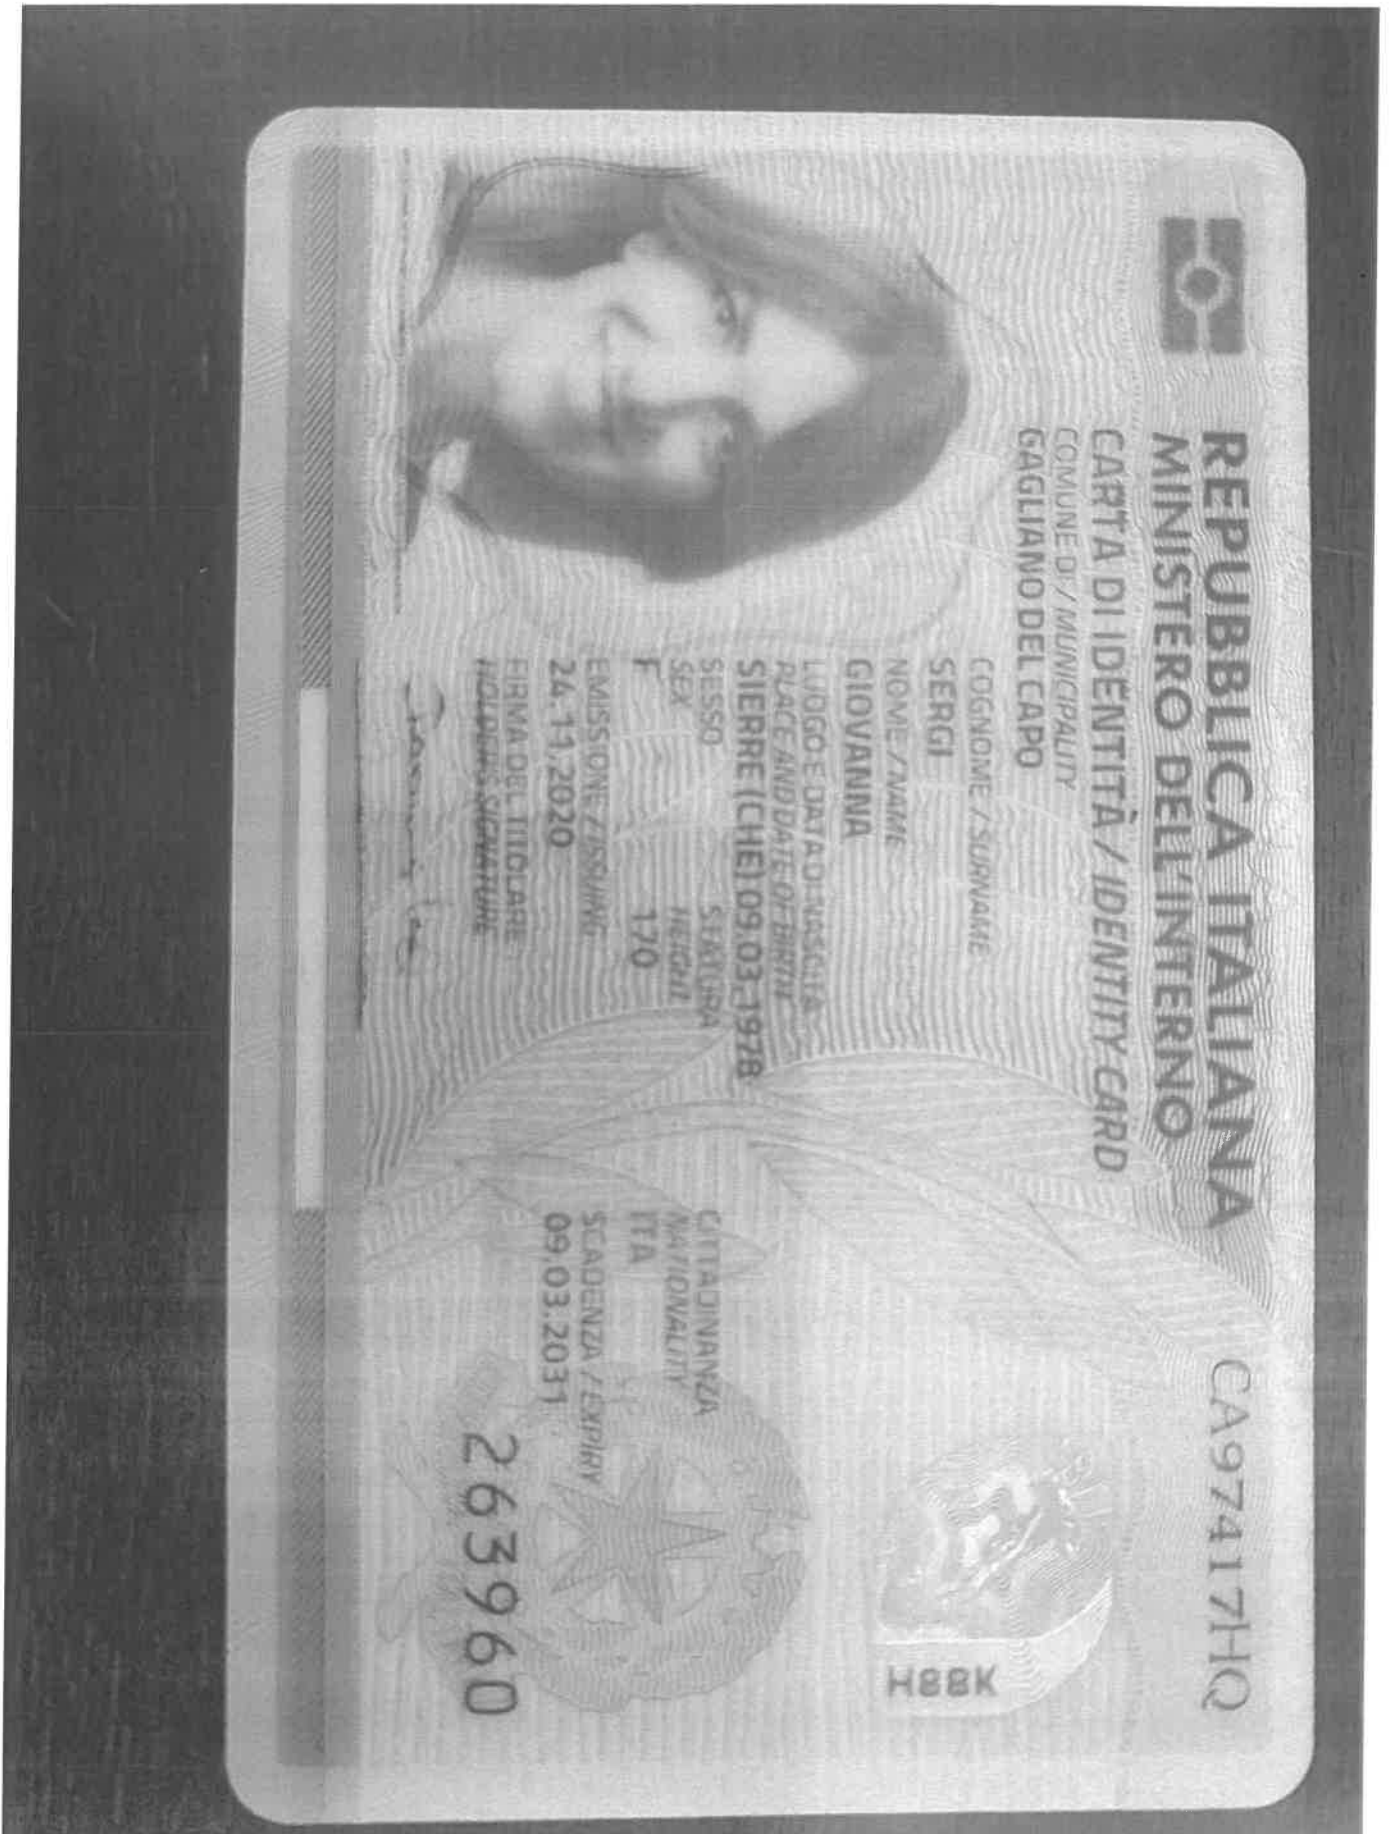 REPUBBLICA ITALIANA
CA97417HQ
MINISTERO DELL'INTERNO
CARTA DI IDENTITÀ / IDENTITY CARD
COMUNE DI / MUNICIPALITY
GAGLIANO DEL CAPO
COGNOME / SURNAME
SERGI
NOME / NAME
GIOVANNA
LUOGO E DATA DI NASCITA
PLACE AND DATE OF BIRTH
SIERRE (CHE) 09.03.1978
SESSO STATURA CITTADINANZA
SEX HEIGHT NATIONALITY
F 170 ITA
EMISSIONE / ISSUING SCADENZA / EXPIRY
24.11.2020 09.03.2031
FIRMA DEL TITOLARE
HOLDER'S SIGNATURE
263960
H88K